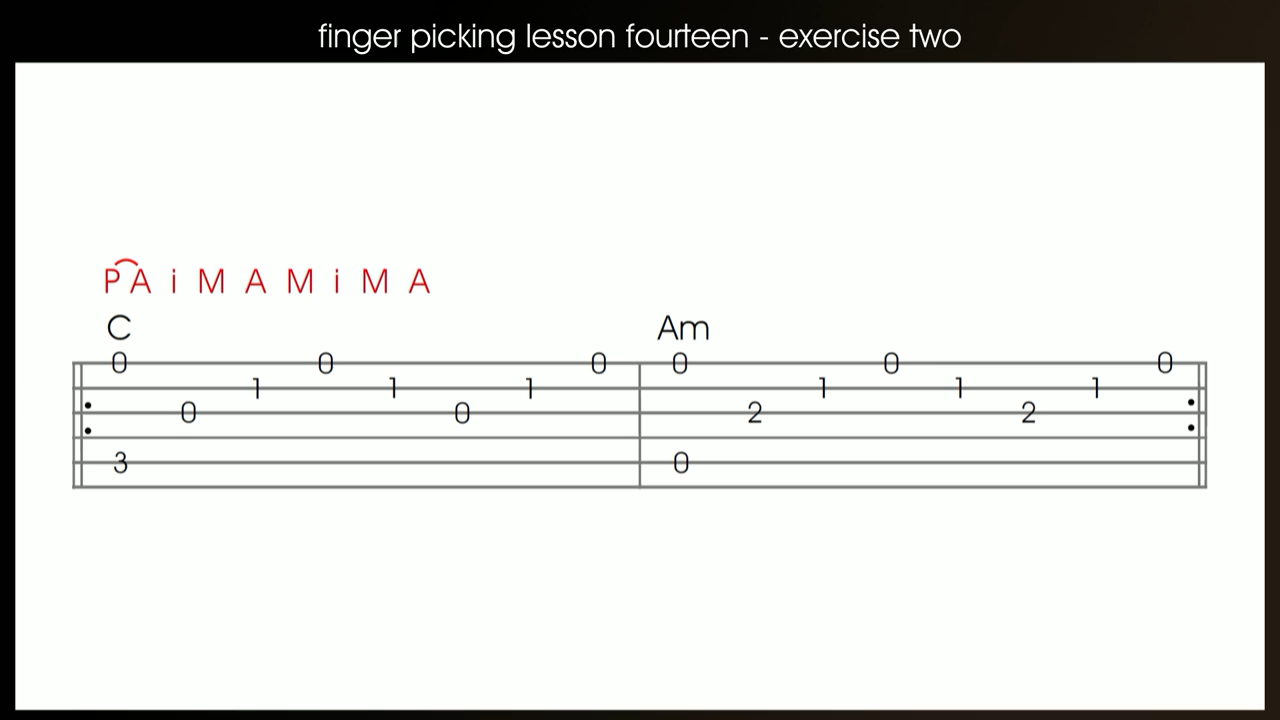 finger picking lesson fourteen - exercise two
PA i M A M i M A
C Am
0 0 0 0 0 0
1 1 1 1 1 1
0 0 2 2
3 0